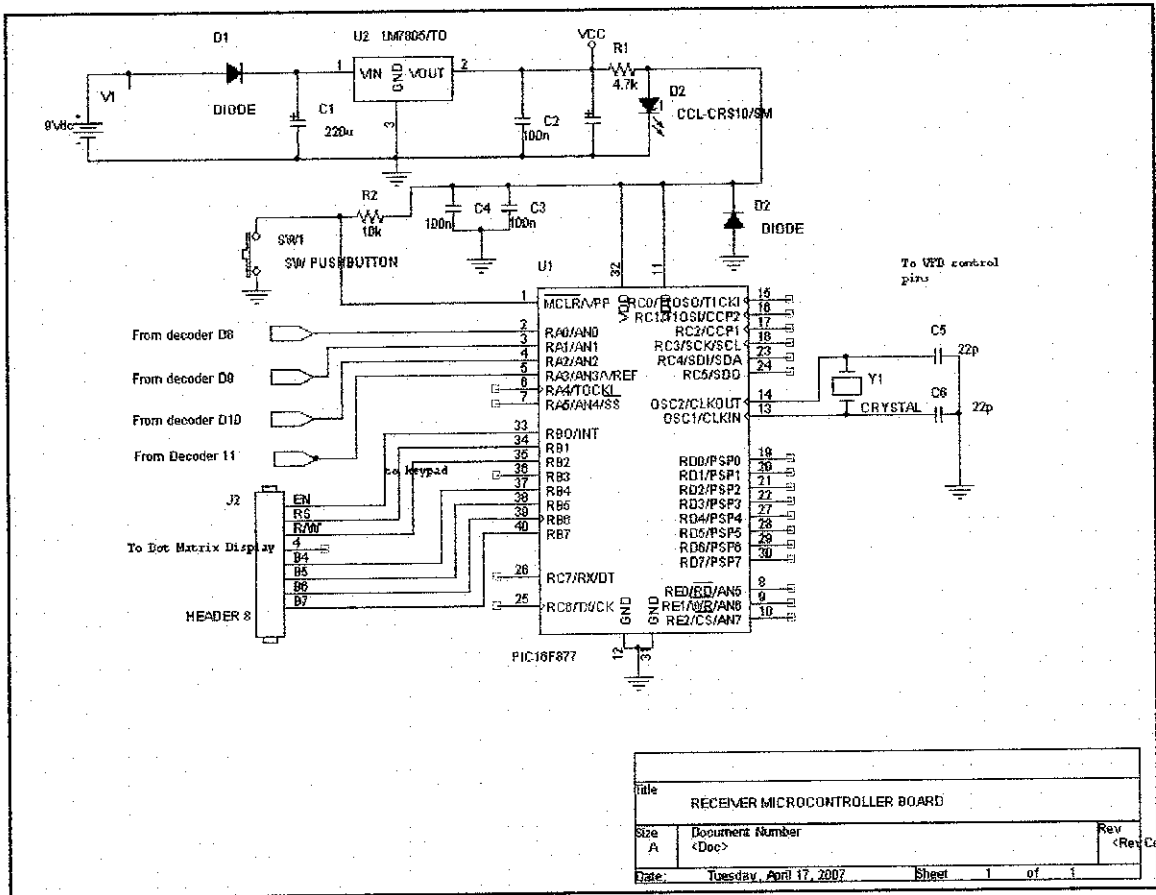 D1
U2 LM7805/TO
VCC
R1
1
2
VIN
VOUT
GND
4.7k
D2
V1
DIODE
C1
3
C2
CCL-CRS10/SM
9Vdc
220u
100n
R2
C4
C3
D2
10k
100n
100n
DIODE
SW1
SW PUSHBUTTON
U1
32
11
To VFD control
pins
1
MCLR/VPP
VDD
RC0/T1OSO/T1CKI
15
RC1/T1OSI/CCP2
16
From decoder D8
2
RA0/AN0
RC2/CCP1
17
3
RA1/AN1
RC3/SCK/SCL
18
C5
4
RA2/AN2
RC4/SDI/SDA
23
22p
From decoder D9
5
RA3/AN3/VREF
RC5/SDO
24
6
RA4/TOCKI
Y1
7
RA5/AN4/SS
OSC2/CLKOUT
14
C6
CRYSTAL
OSC1/CLKIN
13
22p
From decoder D10
33
RB0/INT
34
RB1
From Decoder 11
35
RB2
RD0/PSP0
19
to keypad
36
RB3
RD1/PSP1
20
37
RB4
RD2/PSP2
21
J2
EN
38
RB5
RD3/PSP3
22
RS
39
RB6
RD4/PSP4
27
R/W
40
RB7
RD5/PSP5
28
To Dot Matrix Display
4
RD6/PSP6
29
B4
RD7/PSP7
30
B5
26
RC7/RX/DT
B6
RE0/RD/AN5
8
B7
25
RC6/TX/CK
RE1/WR/AN6
9
HEADER 8
GND
GND
RE2/CS/AN7
10
PIC16F877
12
31
Title
RECEIVER MICROCONTROLLER BOARD
Size
A
Document Number
<Doc>
Rev
Date:
Tuesday, April 17, 2007
Sheet
1
of
1